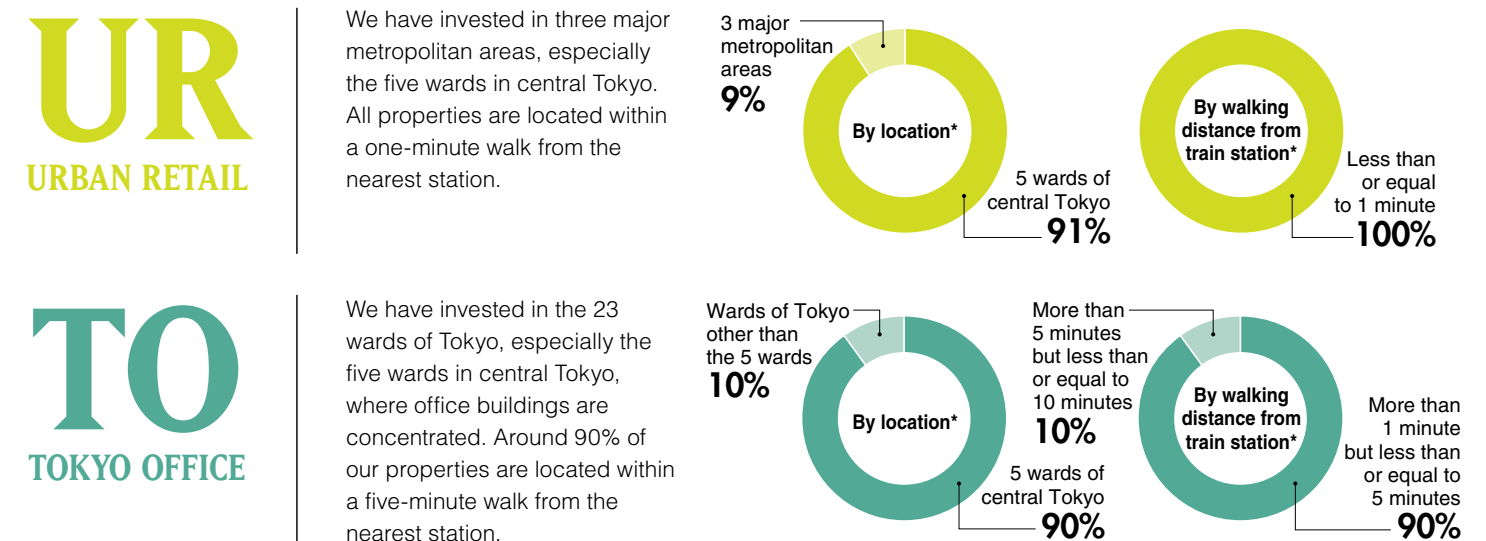 UR
URBAN RETAIL
We have invested in three major
metropolitan areas, especially
the five wards in central Tokyo.
All properties are located within
a one-minute walk from the
nearest station.
3 major
metropolitan
areas
9%
By location*
5 wards of
central Tokyo
91%
By walking
distance from
train station*
Less than
or equal
to 1 minute
100%
TO
TOKYO OFFICE
We have invested in the 23
wards of Tokyo, especially the
five wards in central Tokyo,
where office buildings are
concentrated. Around 90% of
our properties are located within
a five-minute walk from the
nearest station.
Wards of Tokyo
other than
the 5 wards
10%
By location*
5 wards of
central Tokyo
90%
More than
5 minutes
but less than
or equal to
10 minutes
10%
By walking
distance from
train station*
More than
1 minute
but less than
or equal to
5 minutes
90%